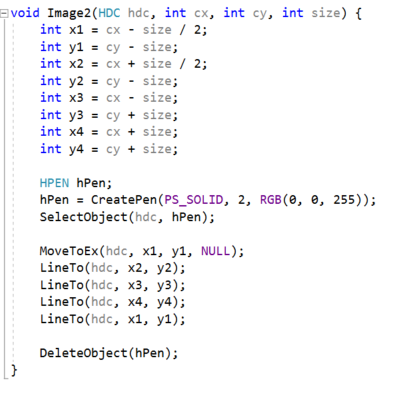 void Image2(HDC hdc, int cx, int cy, int size) {
int x1 = cx - size / 2;
int y1 = cy - size;
int x2 = cx + size / 2;
int y2 = cy - size;
int x3 = cx - size;
int y3 = cy + size;
int x4 = cx + size;
int y4 = cy + size;
HPEN hPen;
hPen = CreatePen(PS_SOLID, 2, RGB(0, 0, 255));
SelectObject(hdc, hPen);
MoveToEx(hdc, x1, y1, NULL);
LineTo(hdc, x2, y2);
LineTo(hdc, x3, y3);
LineTo(hdc, x4, y4);
LineTo(hdc, x1, y1);
DeleteObject(hPen);
}